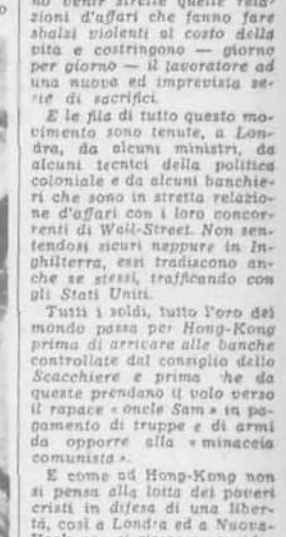 no venir strette quelle rela-
zioni d'affari che fanno fare
sbalzi violenti al costo della
vita e costringono — giorno
per giorno — il lavoratore ad
una nuova ed imprevista se-
rie di sacrifici.
E le fila di tutto questo mo-
vimento sono tenute, a Lon-
dra, da alcuni ministri, da
alcuni tecnici della politica
coloniale e da alcuni banchie-
ri che sono in stretta relazio-
ne d'affari con i loro concor-
renti di Wall-Street. Non sen-
tendosi sicuri neppure in In-
ghilterra, essi tradiscono an-
che se stessi, trafficando con
gli Stati Uniti.
Tutti i soldi, tutto l'oro del
mondo passa per Hong-Kong
prima di arrivare alle banche
controllate dal consiglio dello
Scacchiere e prima che da
queste prendano il volo verso
il rapace « oncle Sam » in pa-
gamento di truppe e di armi
da opporre alla « minaccia
comunista ».
E come ad Hong-Kong non
si pensa alla lotta dei poveri
cristi in difesa di una liber-
tà, così a Londra ed a Nuova-